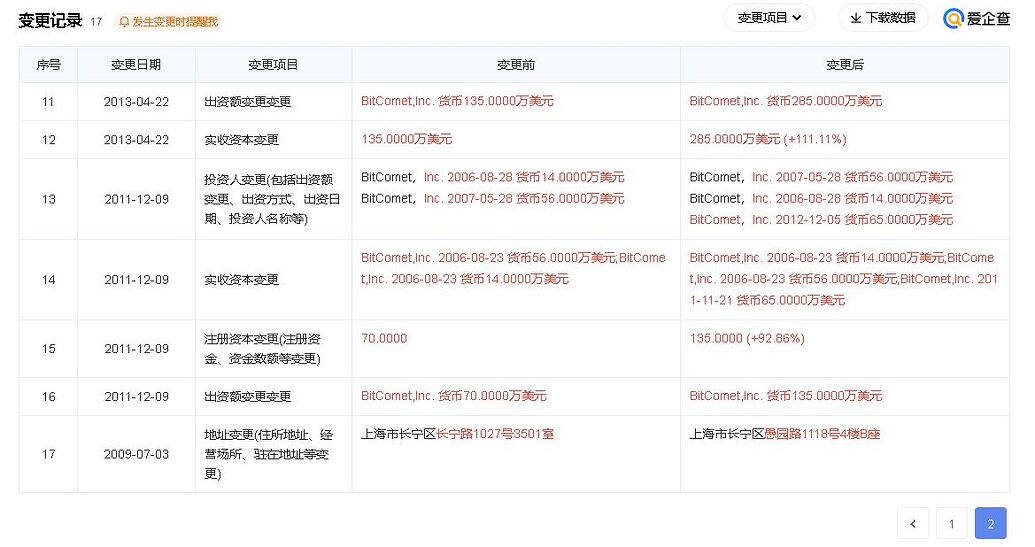 变更记录 17 发生变更时提醒我 变更项目 下载数据 爱企查
序号 变更日期 变更项目 变更前 变更后
11 2013-04-22 出资额变更变更 BitComet,Inc. 货币135.0000万美元 BitComet,Inc. 货币285.0000万美元
12 2013-04-22 实收资本变更 135.0000万美元 285.0000万美元 (+111.11%)
13 2011-12-09
投资人变更(包括出资额
变更、出资方式、出资日
期、投资人名称等)
BitComet，Inc. 2006-08-28 货币14.0000万美元
BitComet，Inc. 2007-05-28 货币56.0000万美元
BitComet，Inc. 2007-05-28 货币56.0000万美元
BitComet，Inc. 2006-08-28 货币14.0000万美元
BitComet，Inc. 2012-12-05 货币65.0000万美元
14 2011-12-09 实收资本变更
BitComet,Inc. 2006-08-23 货币56.0000万美元;BitCome
t,Inc. 2006-08-23 货币14.0000万美元
BitComet,Inc. 2006-08-23 货币14.0000万美元;BitCome
t,Inc. 2006-08-23 货币56.0000万美元;BitComet,Inc. 201
1-11-21 货币65.0000万美元
15 2011-12-09
注册资本变更(注册资
金、资金数额等变更)
70.0000
135.0000 (+92.86%)
16 2011-12-09 出资额变更变更 BitComet,Inc. 货币70.0000万美元 BitComet,Inc. 货币135.0000万美元
17 2009-07-03
地址变更(住所地址、经
营场所、驻在地址等变
更)
上海市长宁区长宁路1027号3501室
上海市长宁区愚园路1118号4楼B座
< 1 2